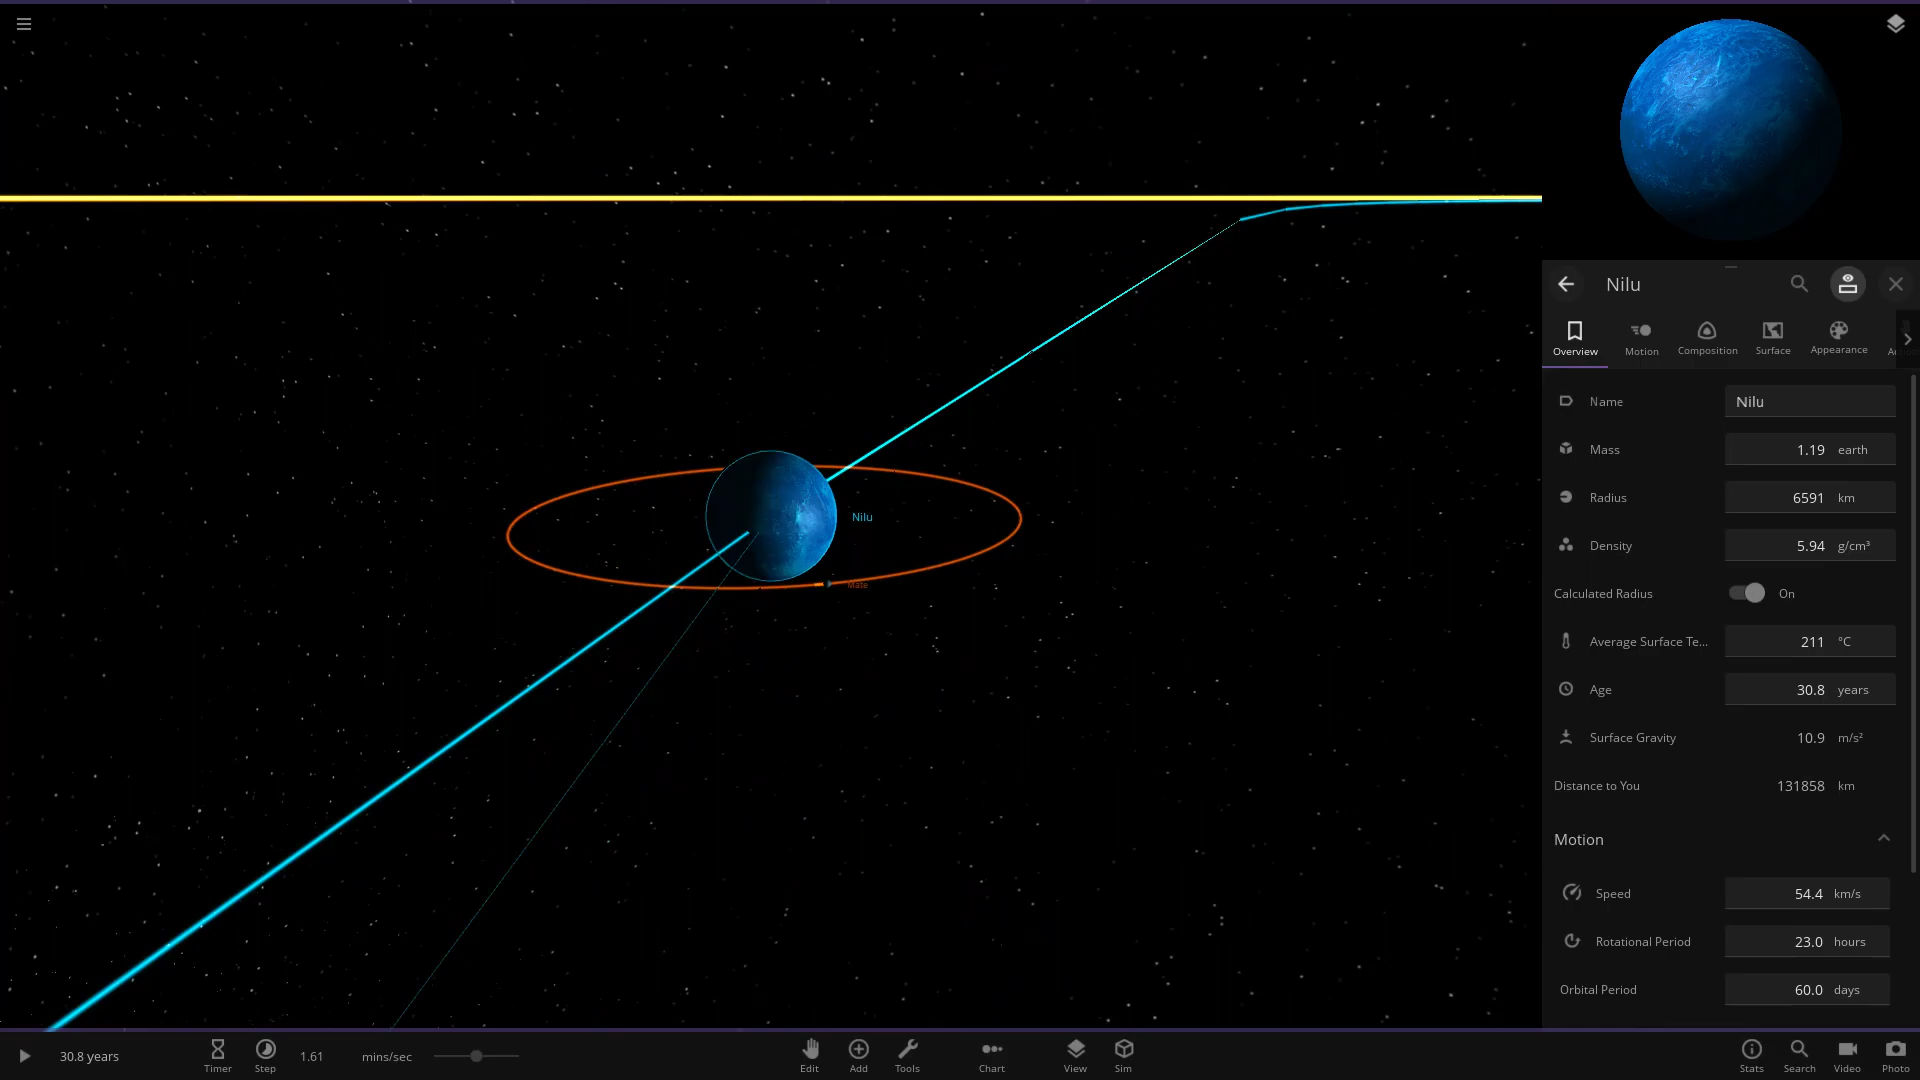 Nilu
Overview
Motion
Composition
Surface
Appearance
Name
Nilu
Mass
1.19 earth
Radius
6591 km
Density
5.94 g/cm³
Calculated Radius
On
Average Surface Te...
211 °C
Age
30.8 years
Surface Gravity
10.9 m/s²
Distance to You
131858 km
Motion
Speed
54.4 km/s
Rotational Period
23.0 hours
Orbital Period
60.0 days
Nilu
Mate
30.8 years
Timer
Step
1.61 mins/sec
Edit
Add
Tools
Chart
View
Sim
Stats
Search
Video
Photo